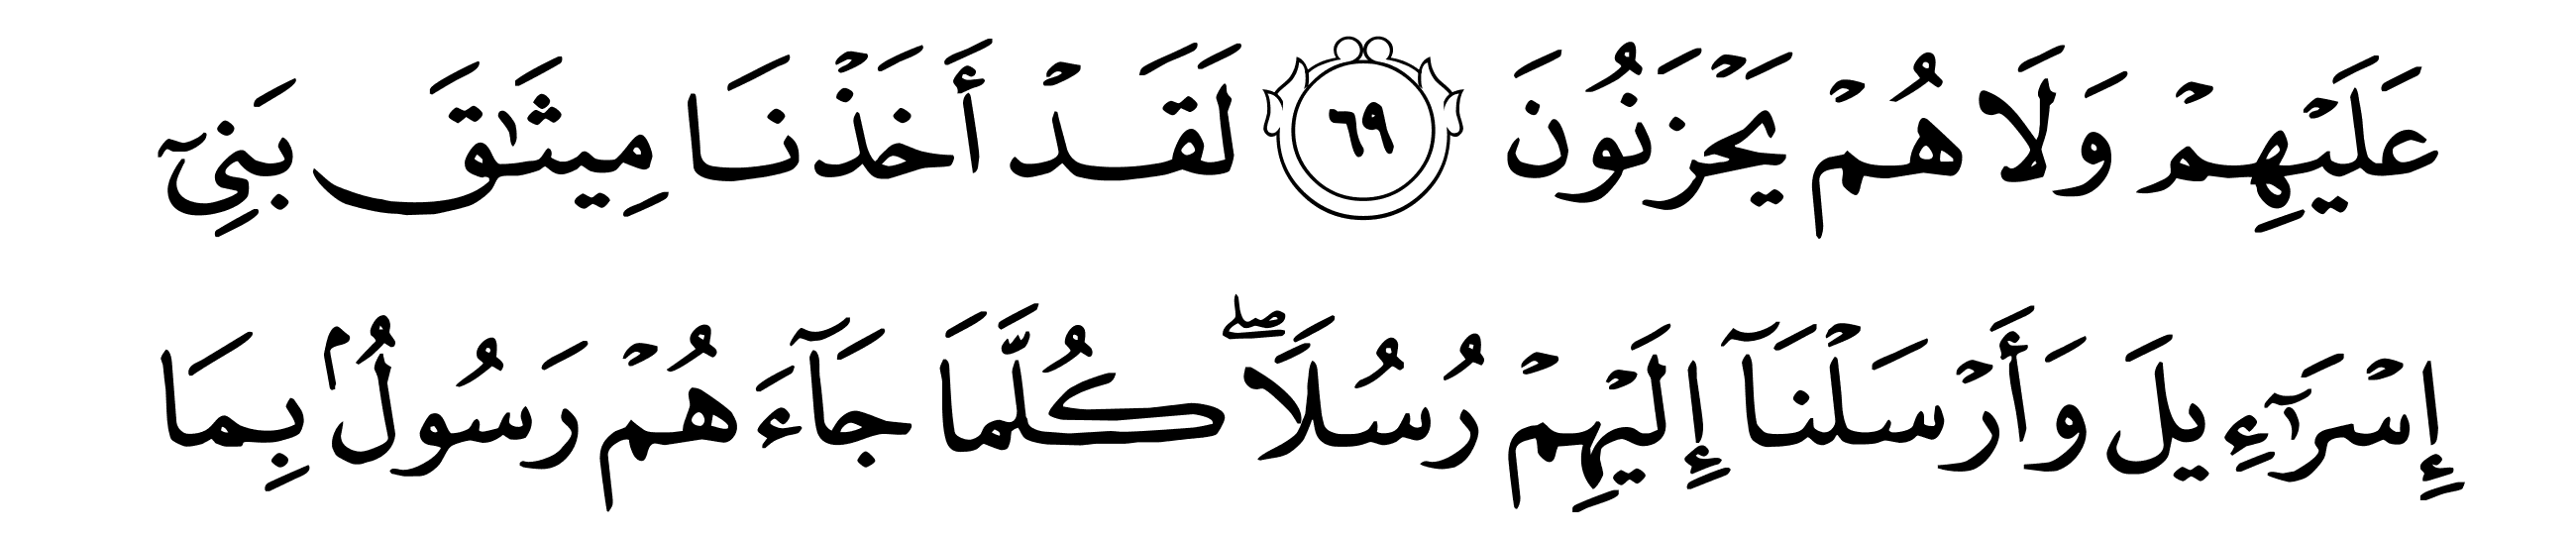 عَلَيْهِمْ وَلَا هُمْ يَحْزَنُونَ ٦٩ لَقَدْ أَخَذْنَا مِيثَٰقَ بَنِىٓ
إِسْرَٰٓءِيلَ وَأَرْسَلْنَآ إِلَيْهِمْ رُسُلًاۖ كُلَّمَا جَآءَهُمْ رَسُولُۢ بِمَا